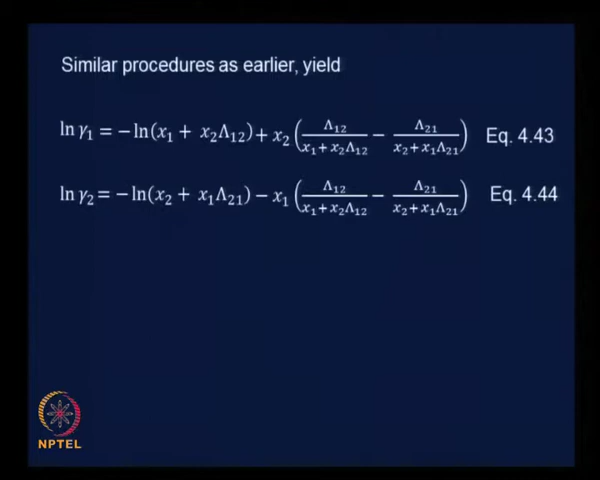 Similar procedures as earlier, yield
ln γ₁ = −ln(x₁ + x₂Λ₁₂) + x₂ (Λ₁₂/(x₁+x₂Λ₁₂) − Λ₂₁/(x₂+x₁Λ₂₁)) Eq. 4.43
ln γ₂ = −ln(x₂ + x₁Λ₂₁) − x₁ (Λ₁₂/(x₁+x₂Λ₁₂) − Λ₂₁/(x₂+x₁Λ₂₁)) Eq. 4.44
NPTEL